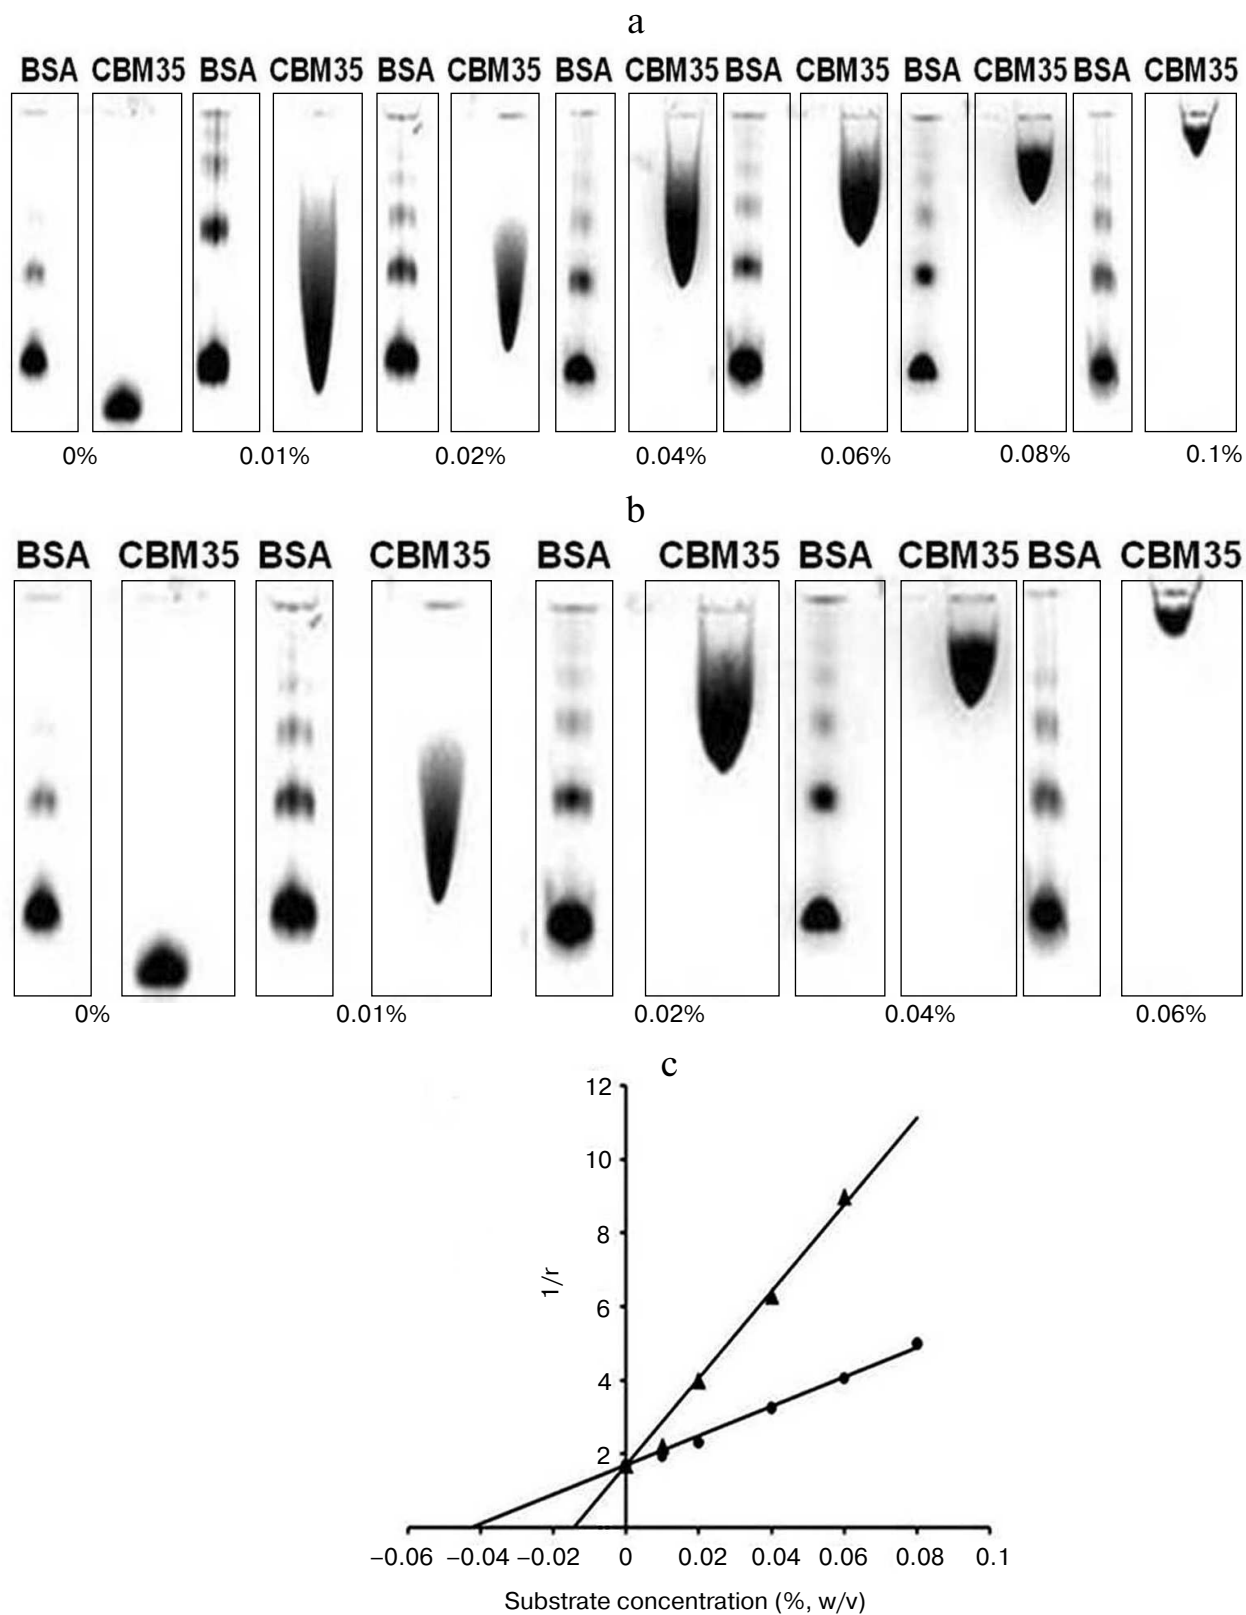 a
BSA CBM35 BSA CBM35 BSA CBM35 BSA CBM35 BSA CBM35 BSA CBM35 BSA CBM35
0% 0.01% 0.02% 0.04% 0.06% 0.08% 0.1%
b
BSA CBM35 BSA CBM35 BSA CBM35 BSA CBM35 BSA CBM35
0% 0.01% 0.02% 0.04% 0.06%
c
12
10
8
6
4
2
1/r
−0.06 −0.04 −0.02 0 0.02 0.04 0.06 0.08 0.1
Substrate concentration (%, w/v)